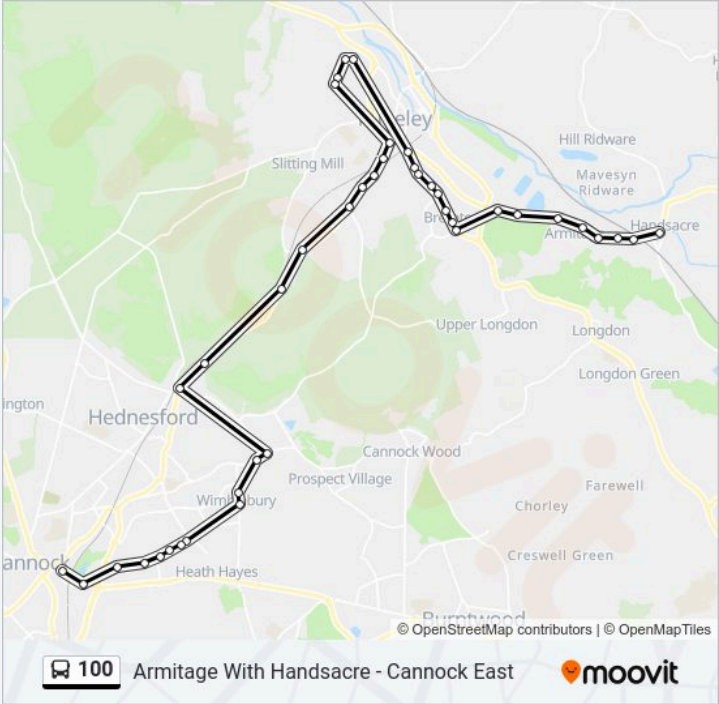 Hill Ridware
Slitting Mill
Mavesyn
Ridware
Handsacre
Upper Longdon
Longdon
Longdon Green
Hednesford
Cannock Wood
Prospect Village
Farewell
Chorley
Creswell Green
Heath Hayes
Burntwood
© OpenStreetMap contributors | © OpenMapTiles
100 Armitage With Handsacre - Cannock East
moovit